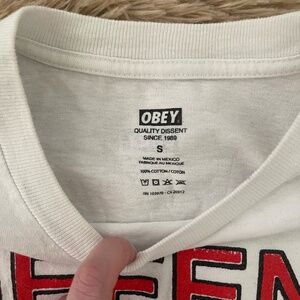 OBEY
QUALITY DISSENT
SINCE 1989
S
MADE IN MEXICO
FABRIQUÉ AU MEXIQUE
100% COTTON / COTON